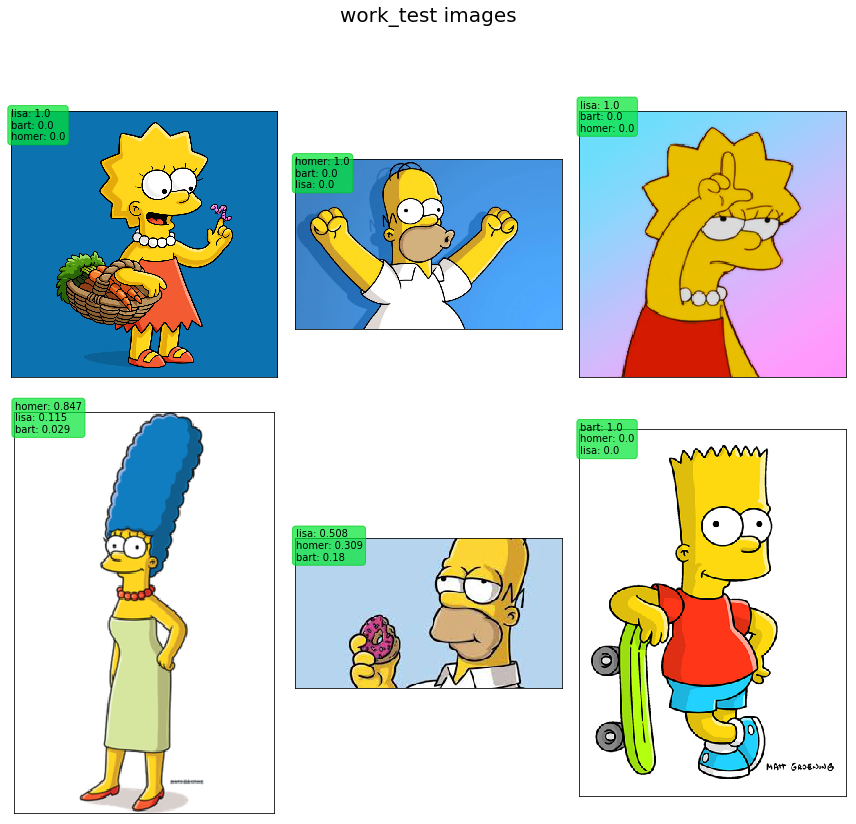 work_test images
lisa: 1.0
bart: 0.0
homer: 0.0
homer: 1.0
bart: 0.0
lisa: 0.0
lisa: 1.0
bart: 0.0
homer: 0.0
homer: 0.847
lisa: 0.115
bart: 0.029
lisa: 0.508
homer: 0.309
bart: 0.18
bart: 1.0
homer: 0.0
lisa: 0.0
MATT GROENING